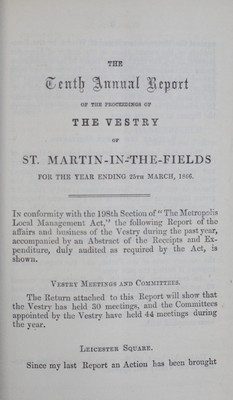 THE
Tenth Annual Report
OF THE PROCEEDINGS OF
THE VESTRY
OF
ST. MARTIN-IN-THE-FIELDS
FOR THE YEAR ENDING 25TH MARCH, 1866.
IN conformity with the 198th Section of "The Metropolis
Local Management Act," the following Report of the
affairs and business of the Vestry during the past year,
accompanied by an Abstract of the Receipts and Ex-
penditure, duly audited as required by the Act, is
shown.
VESTRY MEETINGS AND COMMITTEES.
The Return attached to this Report will show that
the Vestry has held 30 meetings, and the Committees
appointed by the Vestry have held 44 meetings during
the year.
LEICESTER SQUARE.
Since my last Report an Action has been brought